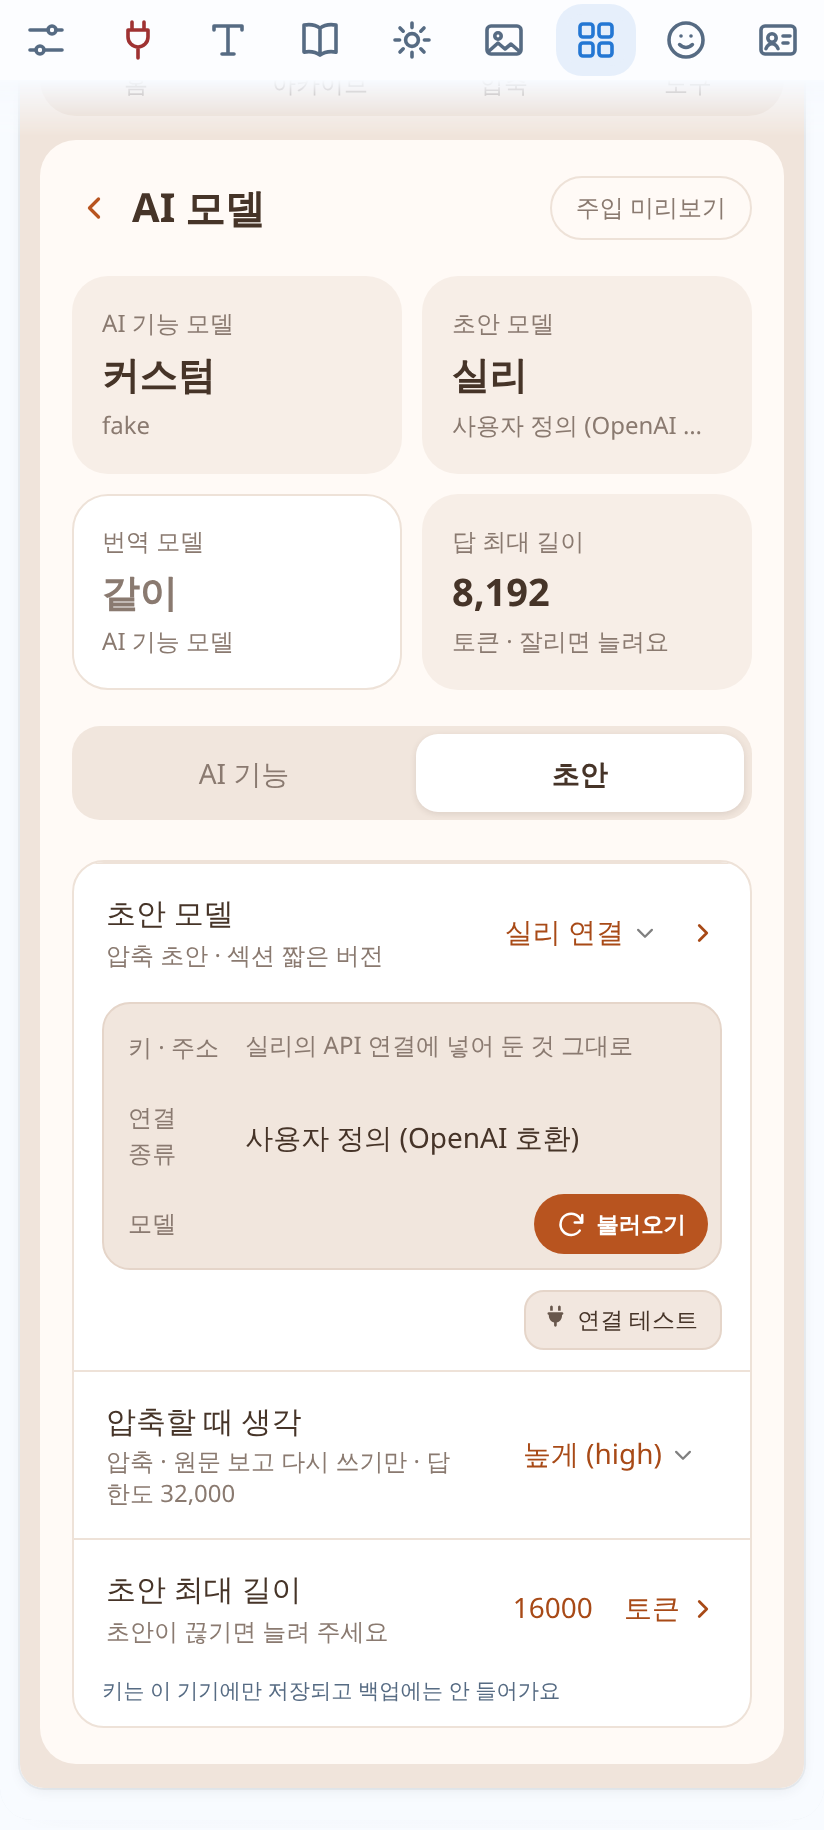 홈 아카이브 압축 도구
AI 모델
주입 미리보기
AI 기능 모델
커스텀
fake
초안 모델
실리
사용자 정의 (OpenAI ...
번역 모델
같이
AI 기능 모델
답 최대 길이
8,192
토큰 · 잘리면 늘려요
AI 기능
초안
초안 모델
압축 초안 · 섹션 짧은 버전
실리 연결
키 · 주소
실리의 API 연결에 넣어 둔 것 그대로
연결
종류
사용자 정의 (OpenAI 호환)
모델
불러오기
연결 테스트
압축할 때 생각
압축 · 원문 보고 다시 쓰기만 · 답
한도 32,000
높게 (high)
초안 최대 길이
초안이 끊기면 늘려 주세요
16000 토큰
키는 이 기기에만 저장되고 백업에는 안 들어가요